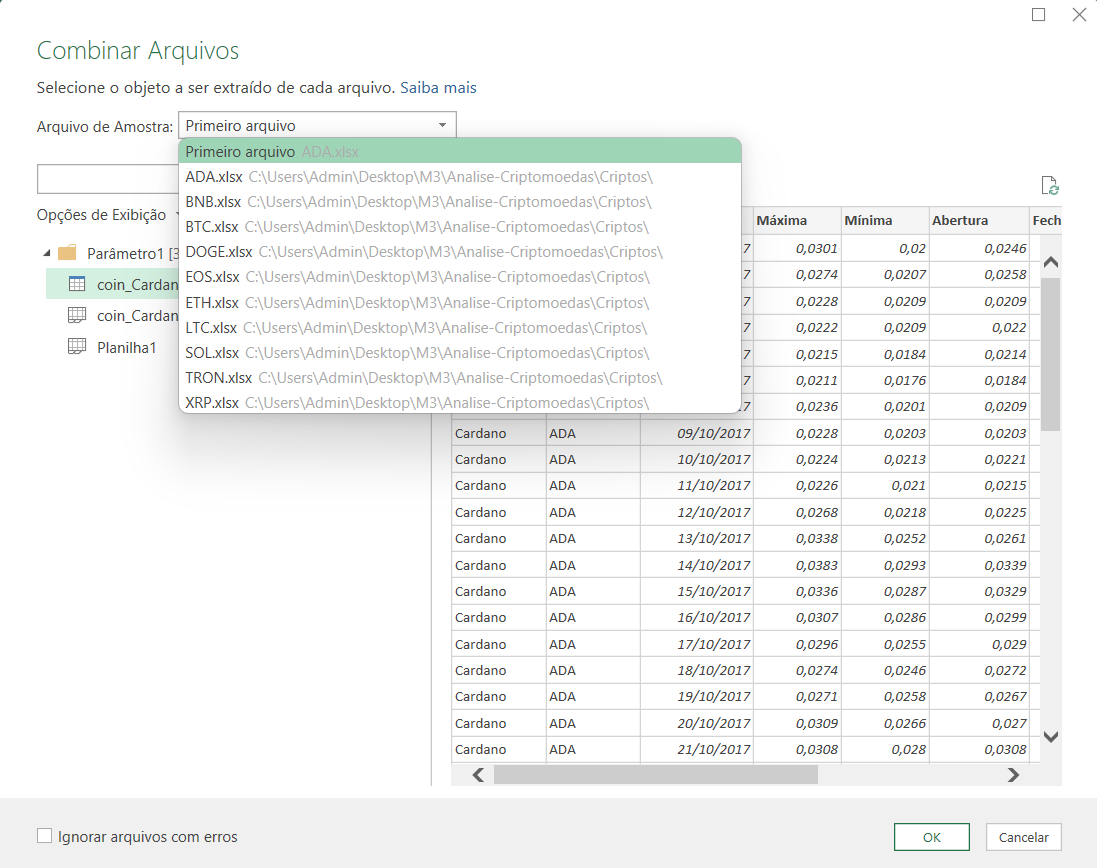 Combinar Arquivos
Selecione o objeto a ser extraído de cada arquivo. Saiba mais
Arquivo de Amostra: Primeiro arquivo
Primeiro arquivo ADA.xlsx
ADA.xlsx C:\Users\Admin\Desktop\M3\Analise-Criptomoedas\Criptos\
BNB.xlsx C:\Users\Admin\Desktop\M3\Analise-Criptomoedas\Criptos\
BTC.xlsx C:\Users\Admin\Desktop\M3\Analise-Criptomoedas\Criptos\
DOGE.xlsx C:\Users\Admin\Desktop\M3\Analise-Criptomoedas\Criptos\
EOS.xlsx C:\Users\Admin\Desktop\M3\Analise-Criptomoedas\Criptos\
ETH.xlsx C:\Users\Admin\Desktop\M3\Analise-Criptomoedas\Criptos\
LTC.xlsx C:\Users\Admin\Desktop\M3\Analise-Criptomoedas\Criptos\
SOL.xlsx C:\Users\Admin\Desktop\M3\Analise-Criptomoedas\Criptos\
TRON.xlsx C:\Users\Admin\Desktop\M3\Analise-Criptomoedas\Criptos\
XRP.xlsx C:\Users\Admin\Desktop\M3\Analise-Criptomoedas\Criptos\
Opções de Exibição
Parâmetro1 [3
coin_Cardan
coin_Cardan
Planilha1
Máxima Mínima Abertura Fech
7 0,0301 0,02 0,0246
7 0,0274 0,0207 0,0258
7 0,0228 0,0209 0,0209
7 0,0222 0,0209 0,022
7 0,0215 0,0184 0,0214
7 0,0211 0,0176 0,0184
17 0,0236 0,0201 0,0209
Cardano ADA 09/10/2017 0,0228 0,0203 0,0203
Cardano ADA 10/10/2017 0,0224 0,0213 0,0221
Cardano ADA 11/10/2017 0,0226 0,021 0,0215
Cardano ADA 12/10/2017 0,0268 0,0218 0,0225
Cardano ADA 13/10/2017 0,0338 0,0252 0,0261
Cardano ADA 14/10/2017 0,0383 0,0293 0,0339
Cardano ADA 15/10/2017 0,0336 0,0287 0,0329
Cardano ADA 16/10/2017 0,0307 0,0286 0,0299
Cardano ADA 17/10/2017 0,0296 0,0255 0,029
Cardano ADA 18/10/2017 0,0274 0,0246 0,0272
Cardano ADA 19/10/2017 0,0271 0,0258 0,0267
Cardano ADA 20/10/2017 0,0309 0,0266 0,027
Cardano ADA 21/10/2017 0,0308 0,028 0,0308
Ignorar arquivos com erros
OK
Cancelar